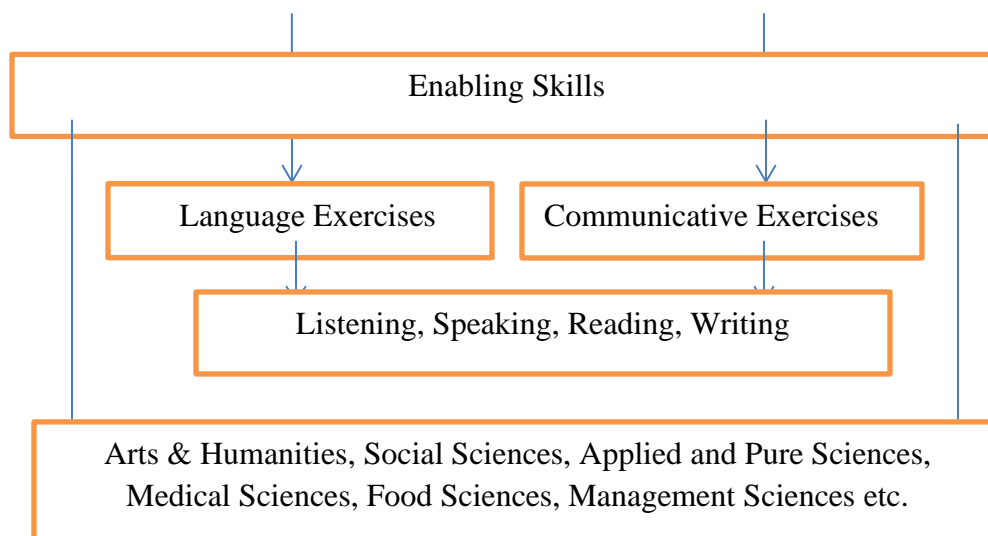 Enabling Skills
Language Exercises
Communicative Exercises
Listening, Speaking, Reading, Writing
Arts & Humanities, Social Sciences, Applied and Pure Sciences,
Medical Sciences, Food Sciences, Management Sciences etc.